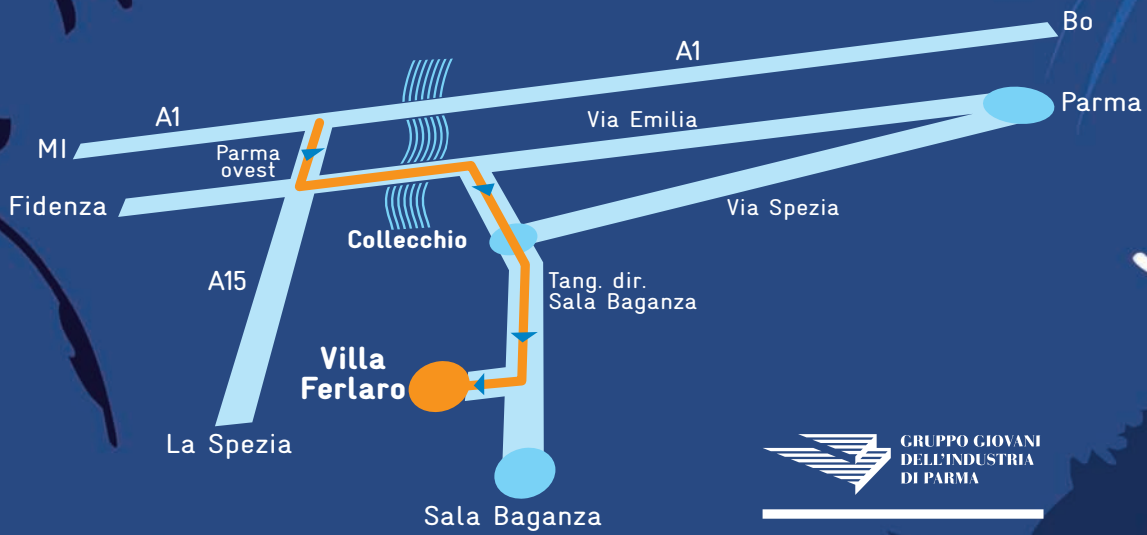 Bo
A1
A1
Parma
Via Emilia
MI
Parma
ovest
Fidenza
Via Spezia
Collecchio
A15
Tang. dir.
Sala Baganza
Villa
Ferlaro
La Spezia
GRUPPO GIOVANI
DELL'INDUSTRIA
DI PARMA
Sala Baganza